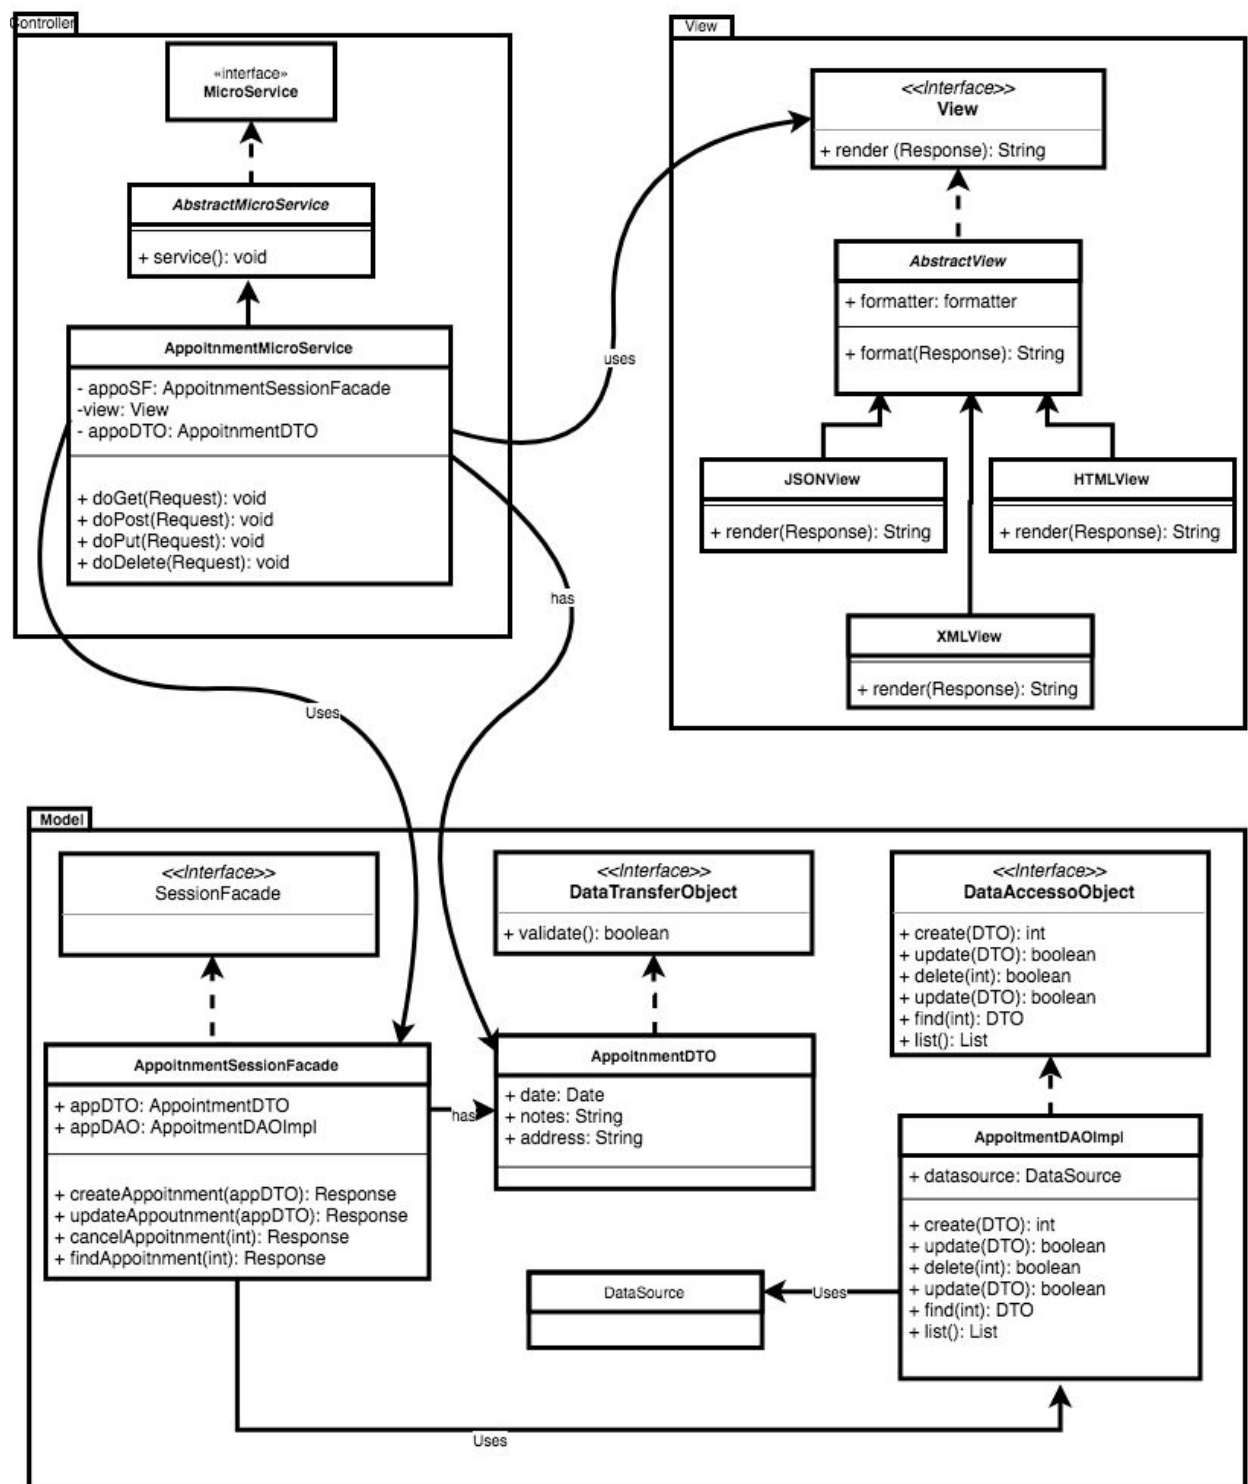 Controller
«interface»
MicroService
AbstractMicroService
+ service(): void
AppoitnmentMicroService
- appoSF: AppoitnmentSessionFacade
-view: View
- appoDTO: AppoitnmentDTO
+ doGet(Request): void
+ doPost(Request): void
+ doPut(Request): void
+ doDelete(Request): void
uses
has
Uses
View
<<Interface>>
View
+ render (Response): String
AbstractView
+ formatter: formatter
+ format(Response): String
JSONView
+ render(Response): String
HTMLView
+ render(Response): String
XMLView
+ render(Response): String
Model
<<Interface>>
SessionFacade
<<Interface>>
DataTransferObject
+ validate(): boolean
<<Interface>>
DataAccessoObject
+ create(DTO): int
+ update(DTO): boolean
+ delete(int): boolean
+ update(DTO): boolean
+ find(int): DTO
+ list(): List
AppoitnmentSessionFacade
+ appDTO: AppointmentDTO
+ appDAO: AppoitmentDAOImpl
+ createAppoitnment(appDTO): Response
+ updateAppoutnment(appDTO): Response
+ cancelAppoitnment(int): Response
+ findAppoitnment(int): Response
has
AppoitnmentDTO
+ date: Date
+ notes: String
+ address: String
AppoitmentDAOImpl
+ datasource: DataSource
+ create(DTO): int
+ update(DTO): boolean
+ delete(int): boolean
+ update(DTO): boolean
+ find(int): DTO
+ list(): List
DataSource
Uses
Uses